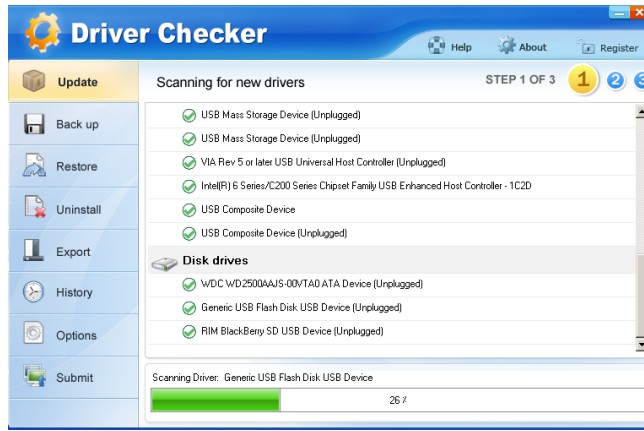 Driver Checker
Help
About
Register
Update
Scanning for new drivers
STEP 1 OF 3
1
2
3
Back up
Restore
Uninstall
Export
History
Options
Submit
USB Mass Storage Device (Unplugged)
USB Mass Storage Device (Unplugged)
VIA Rev 5 or later USB Universal Host Controller (Unplugged)
Intel(R) 6 Series/C200 Series Chipset Family USB Enhanced Host Controller - 1C2D
USB Composite Device
USB Composite Device (Unplugged)
Disk drives
WDC WD2500AAJS-00VTA0 ATA Device (Unplugged)
Generic USB Flash Disk USB Device (Unplugged)
RIM BlackBerry SD USB Device (Unplugged)
Scanning Driver: Generic USB Flash Disk USB Device
26 %